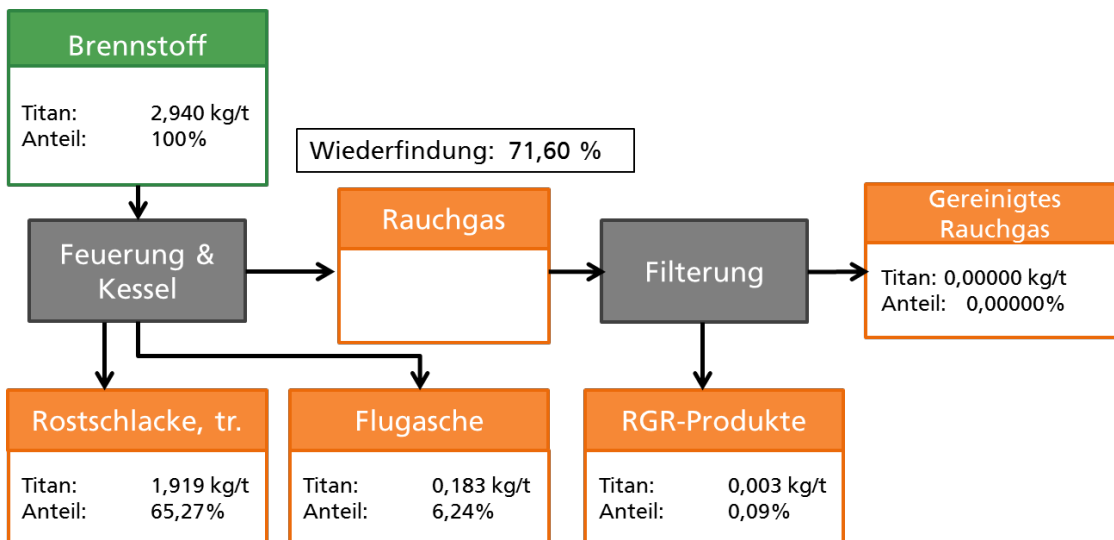 Brennstoff
Titan: 2,940 kg/t
Anteil: 100%
Wiederfindung: 71,60 %
Feuerung &
Kessel
Rauchgas
Filterung
Gereinigtes
Rauchgas
Titan: 0,00000 kg/t
Anteil: 0,00000%
Rostschlacke, tr.
Titan: 1,919 kg/t
Anteil: 65,27%
Flugasche
Titan: 0,183 kg/t
Anteil: 6,24%
RGR-Produkte
Titan: 0,003 kg/t
Anteil: 0,09%